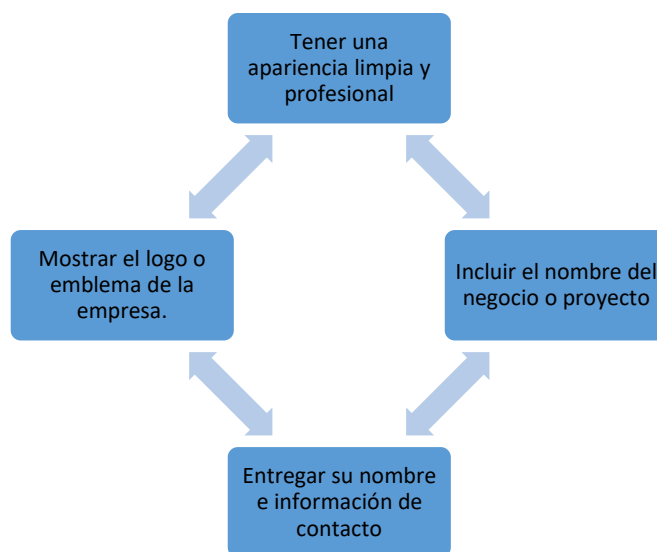 Tener una
apariencia limpia y
profesional
Mostrar el logo o
emblema de la
empresa.
Incluir el nombre del
negocio o proyecto
Entregar su nombre
e información de
contacto